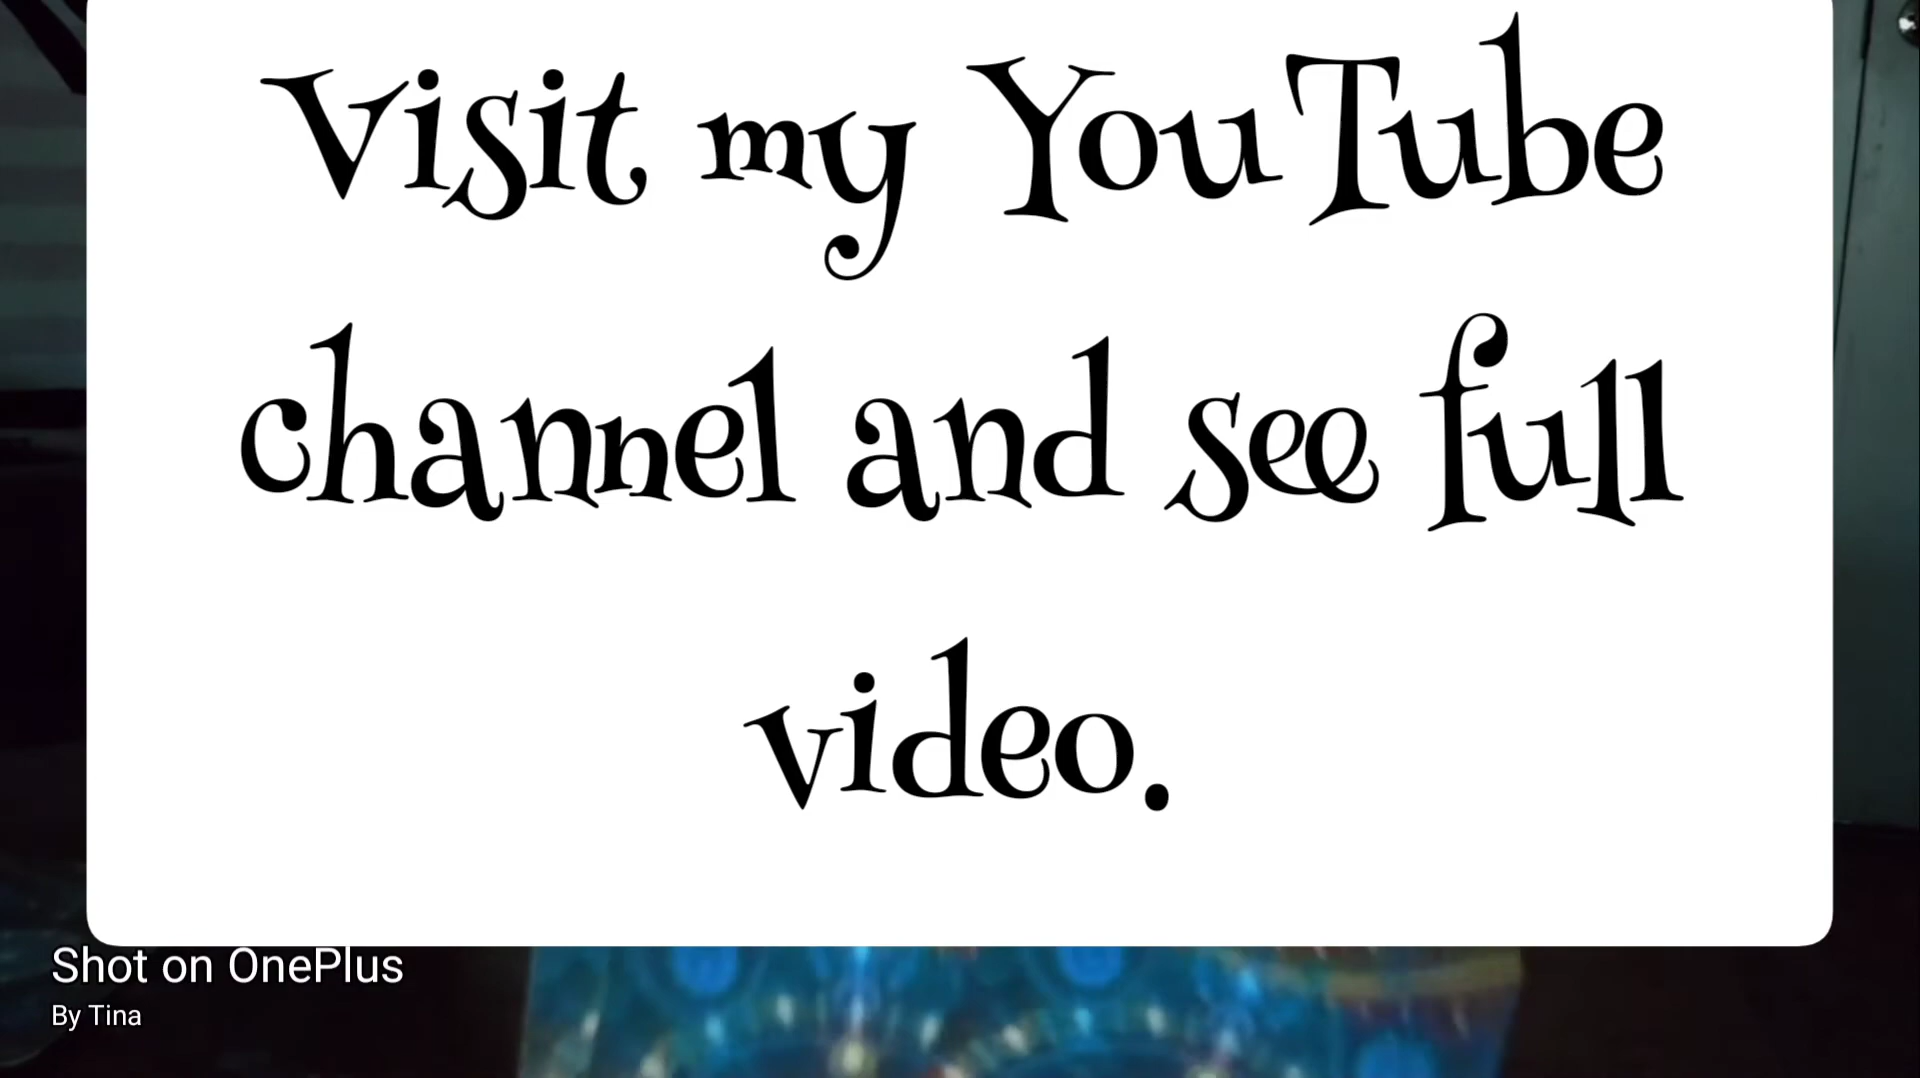 Visit my YouTube
channel and see full
video.
Shot on OnePlus
By Tina